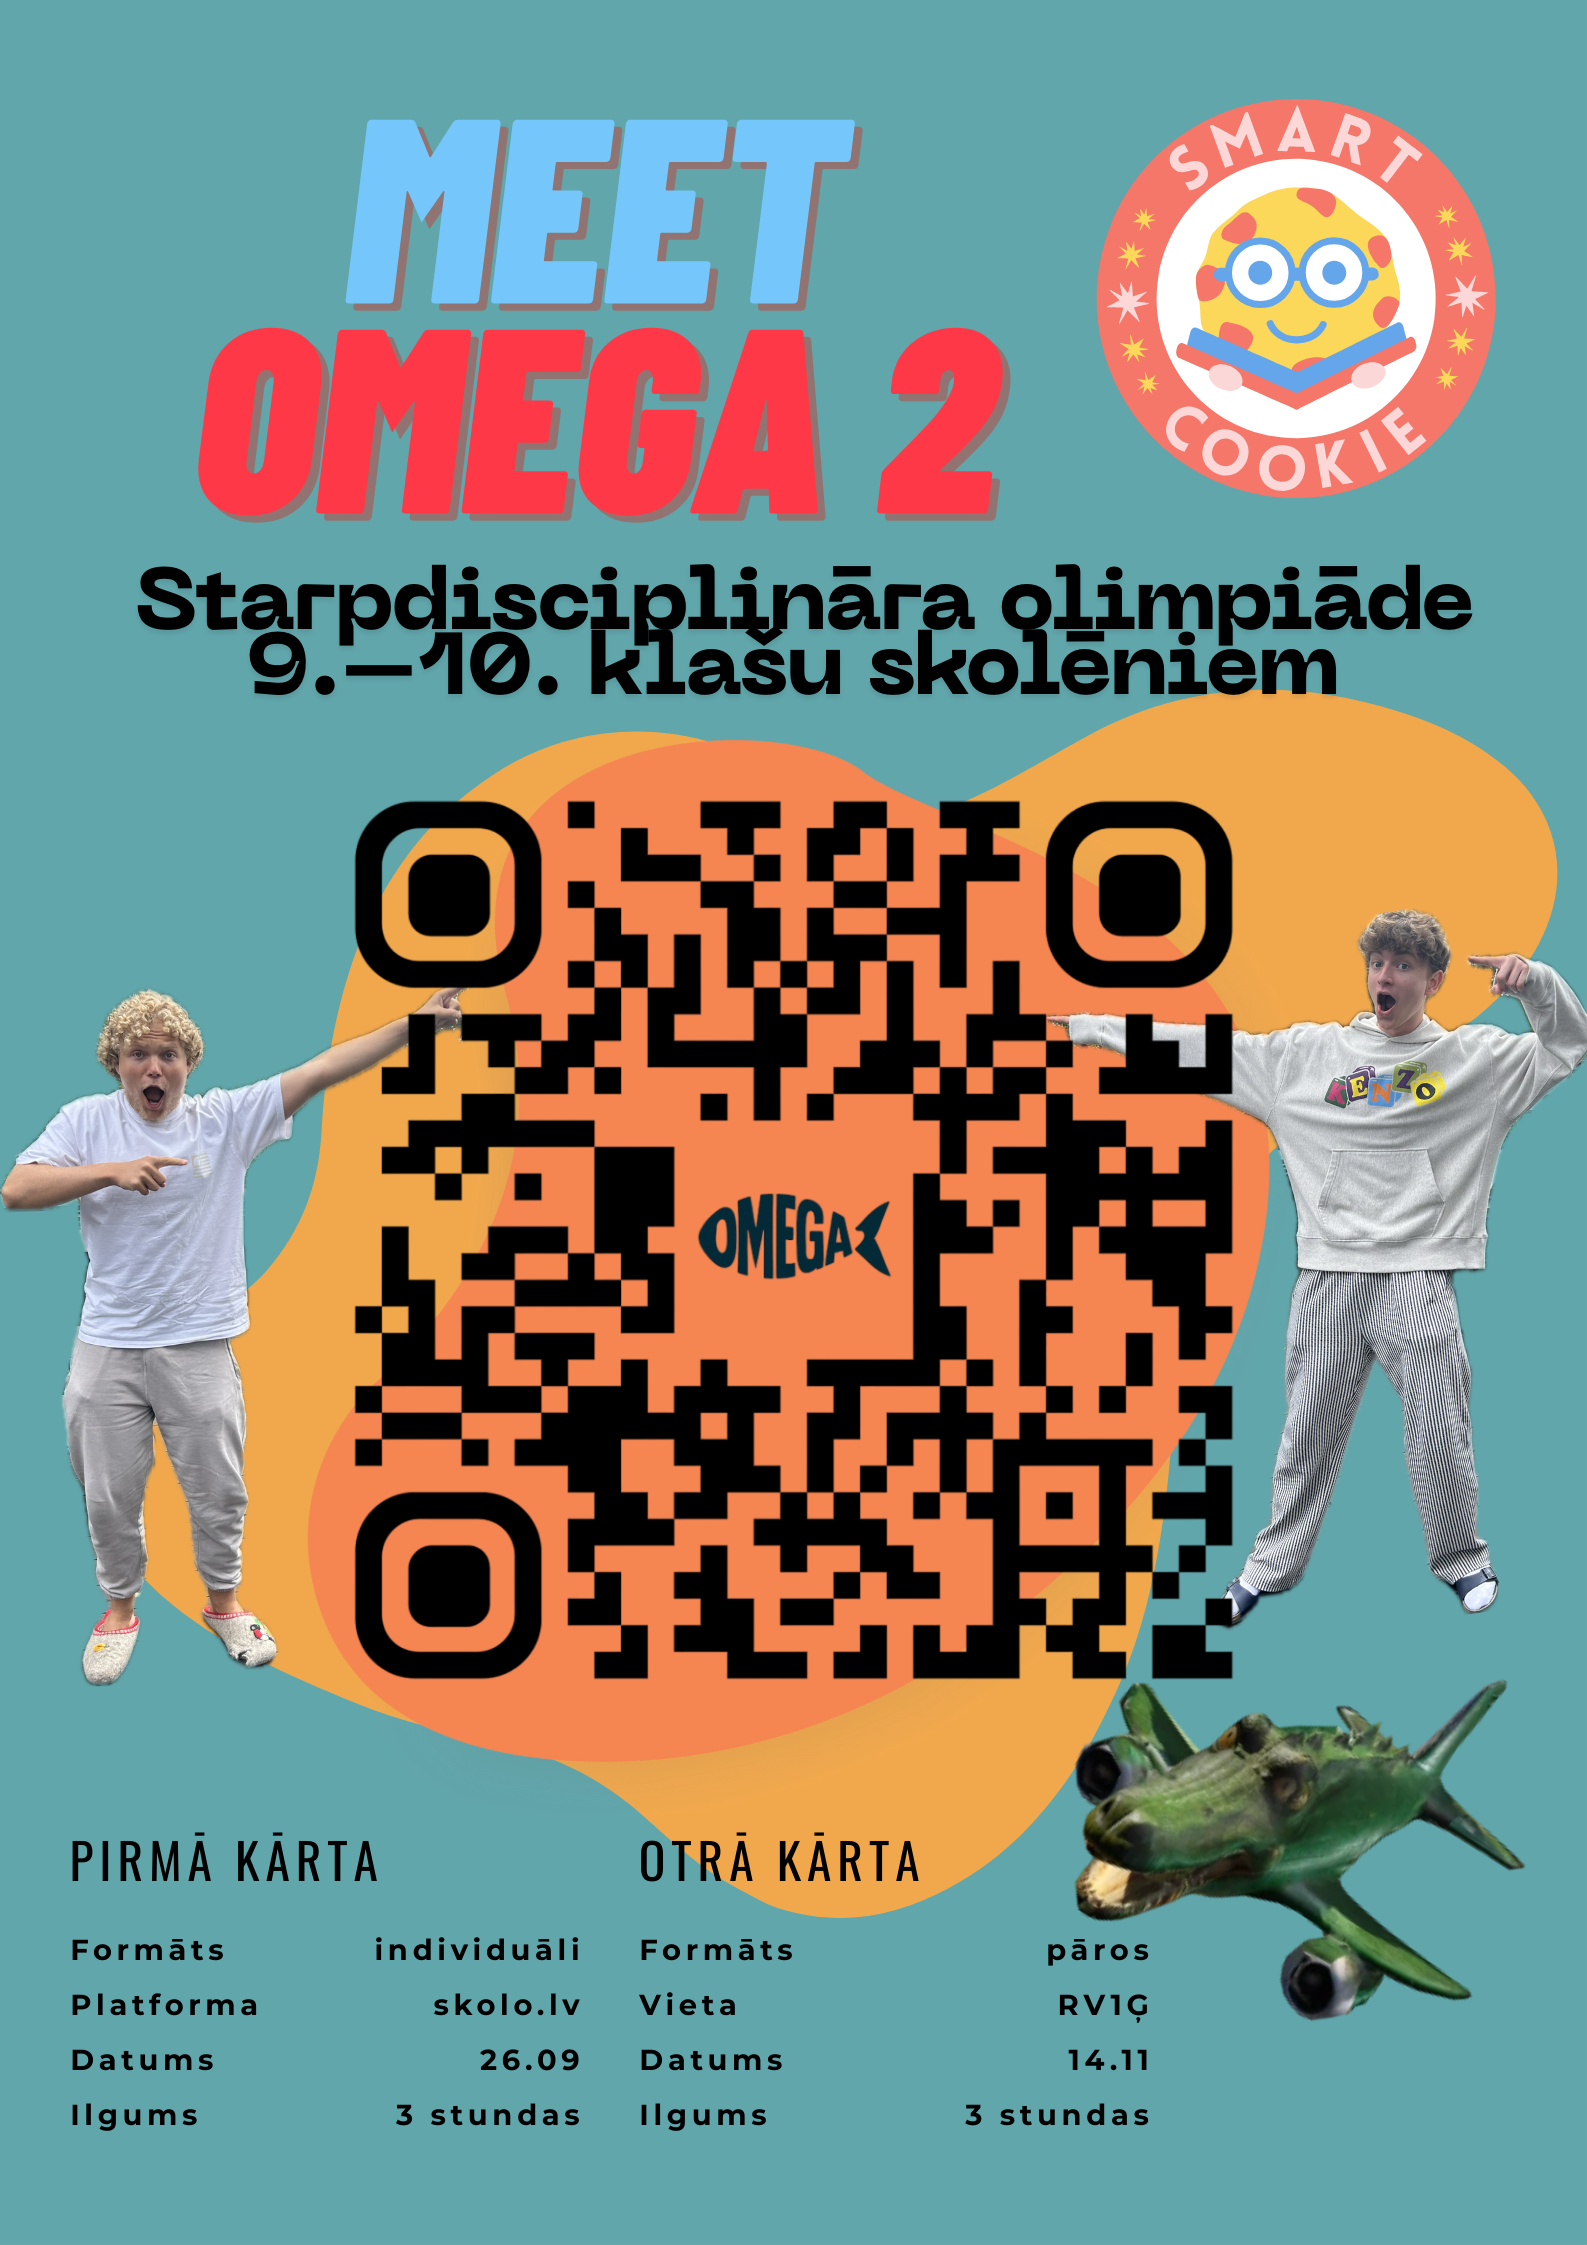 MEET
OMEGA 2
SMART
COOKIE
Starpdisciplināra olimpiāde
9.–10. klašu skolēniem
KENZO
OMEGA
PIRMĀ KĀRTA
Formāts individuāli
Platforma skolo.lv
Datums 26.09
Ilgums 3 stundas
OTRĀ KĀRTA
Formāts pāros
Vieta RV1Ģ
Datums 14.11
Ilgums 3 stundas